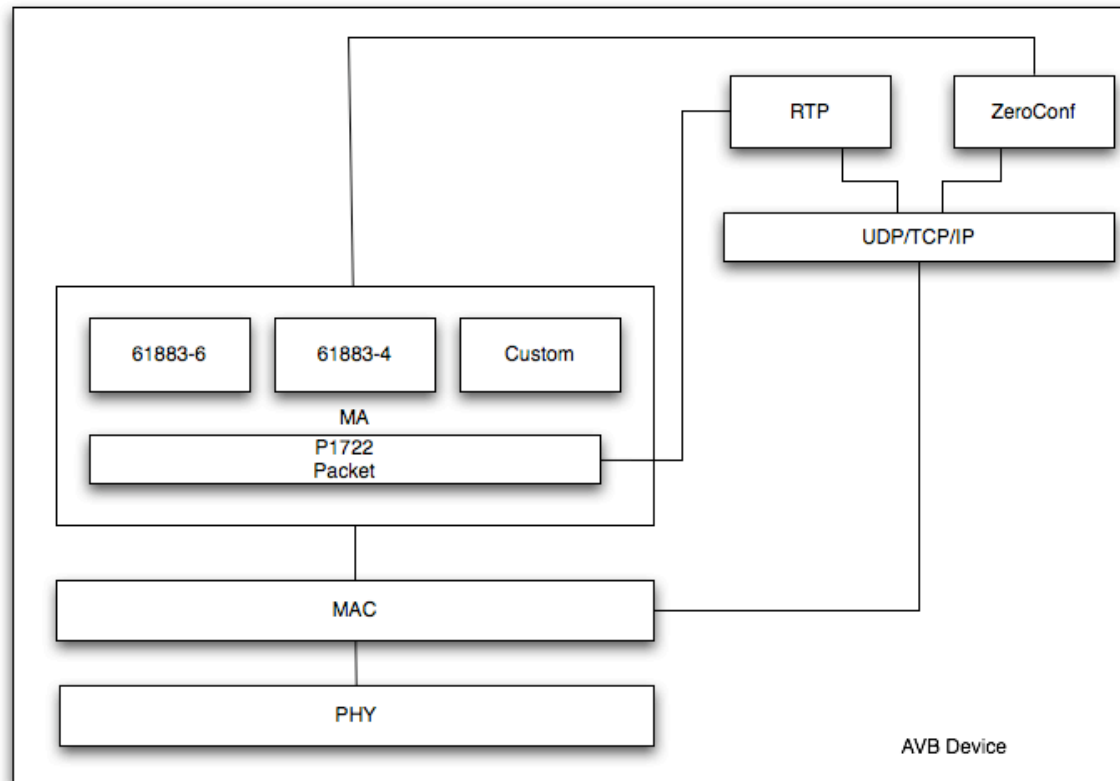 RTP
ZeroConf
UDP/TCP/IP
61883-6
61883-4
Custom
MA
P1722
Packet
MAC
PHY
AVB Device